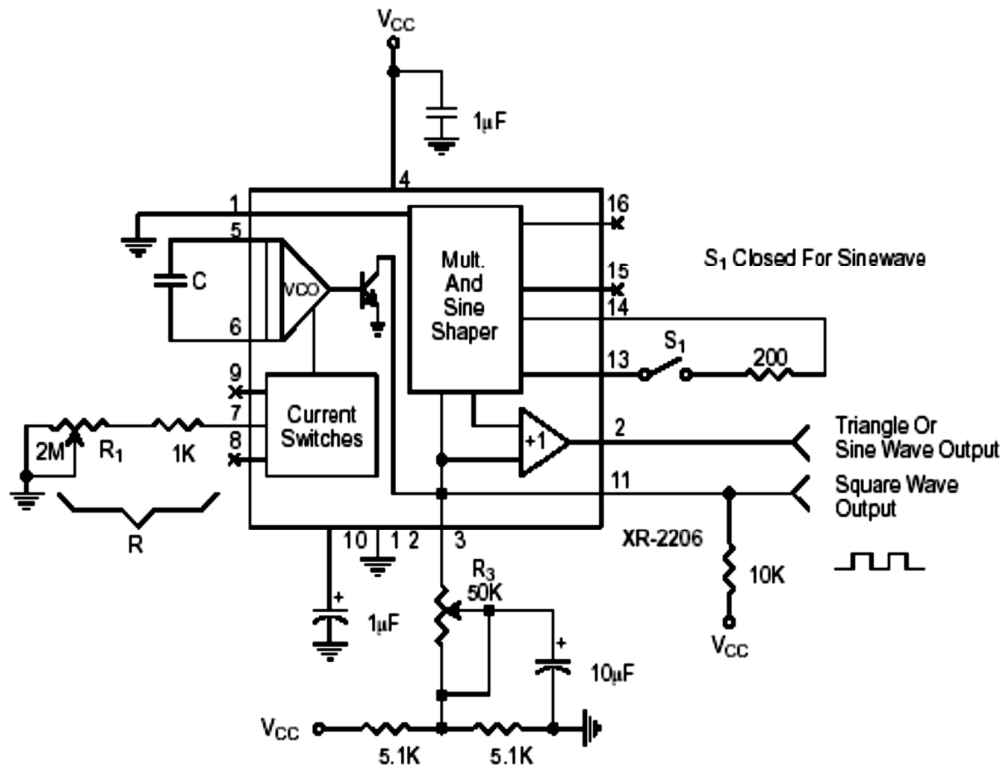 VCC
1μF
4
1
16
5
Mult.
And
Sine
Shaper
15
S1 Closed For Sinewave
C
VCO
14
6
S1
13
200
9
7
8
Current
Switches
2M
R1
1K
+1
2
Triangle Or
Sine Wave Output
11
Square Wave
Output
R
10
1 2
3
XR-2206
R3
50K
10K
+
1μF
+
10μF
VCC
VCC
5.1K
5.1K